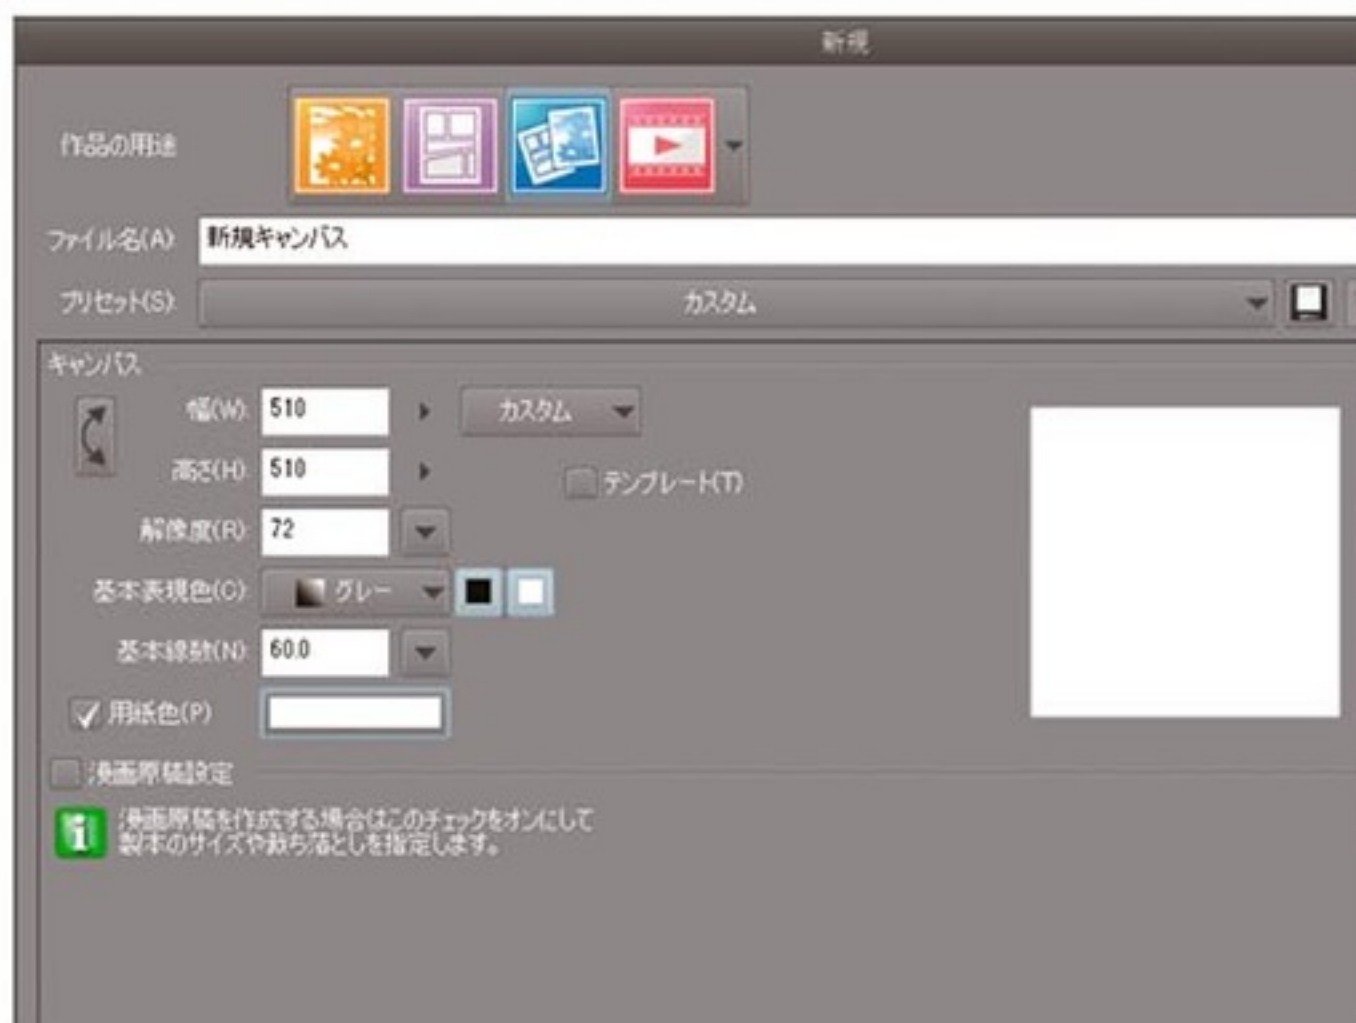 新規
作品の用途
ファイル名(A)
新規キャンバス
プリセット(S):
カスタム
キャンバス
幅(W):
510
カスタム
高さ(H):
510
テンプレート(T)
解像度(R):
72
基本表現色(C):
グレー
基本線数(N):
60.0
用紙色(P)
漫画原稿設定
漫画原稿を作成する場合はこのチェックをオンにして
製本のサイズや裁ち落としを指定します。